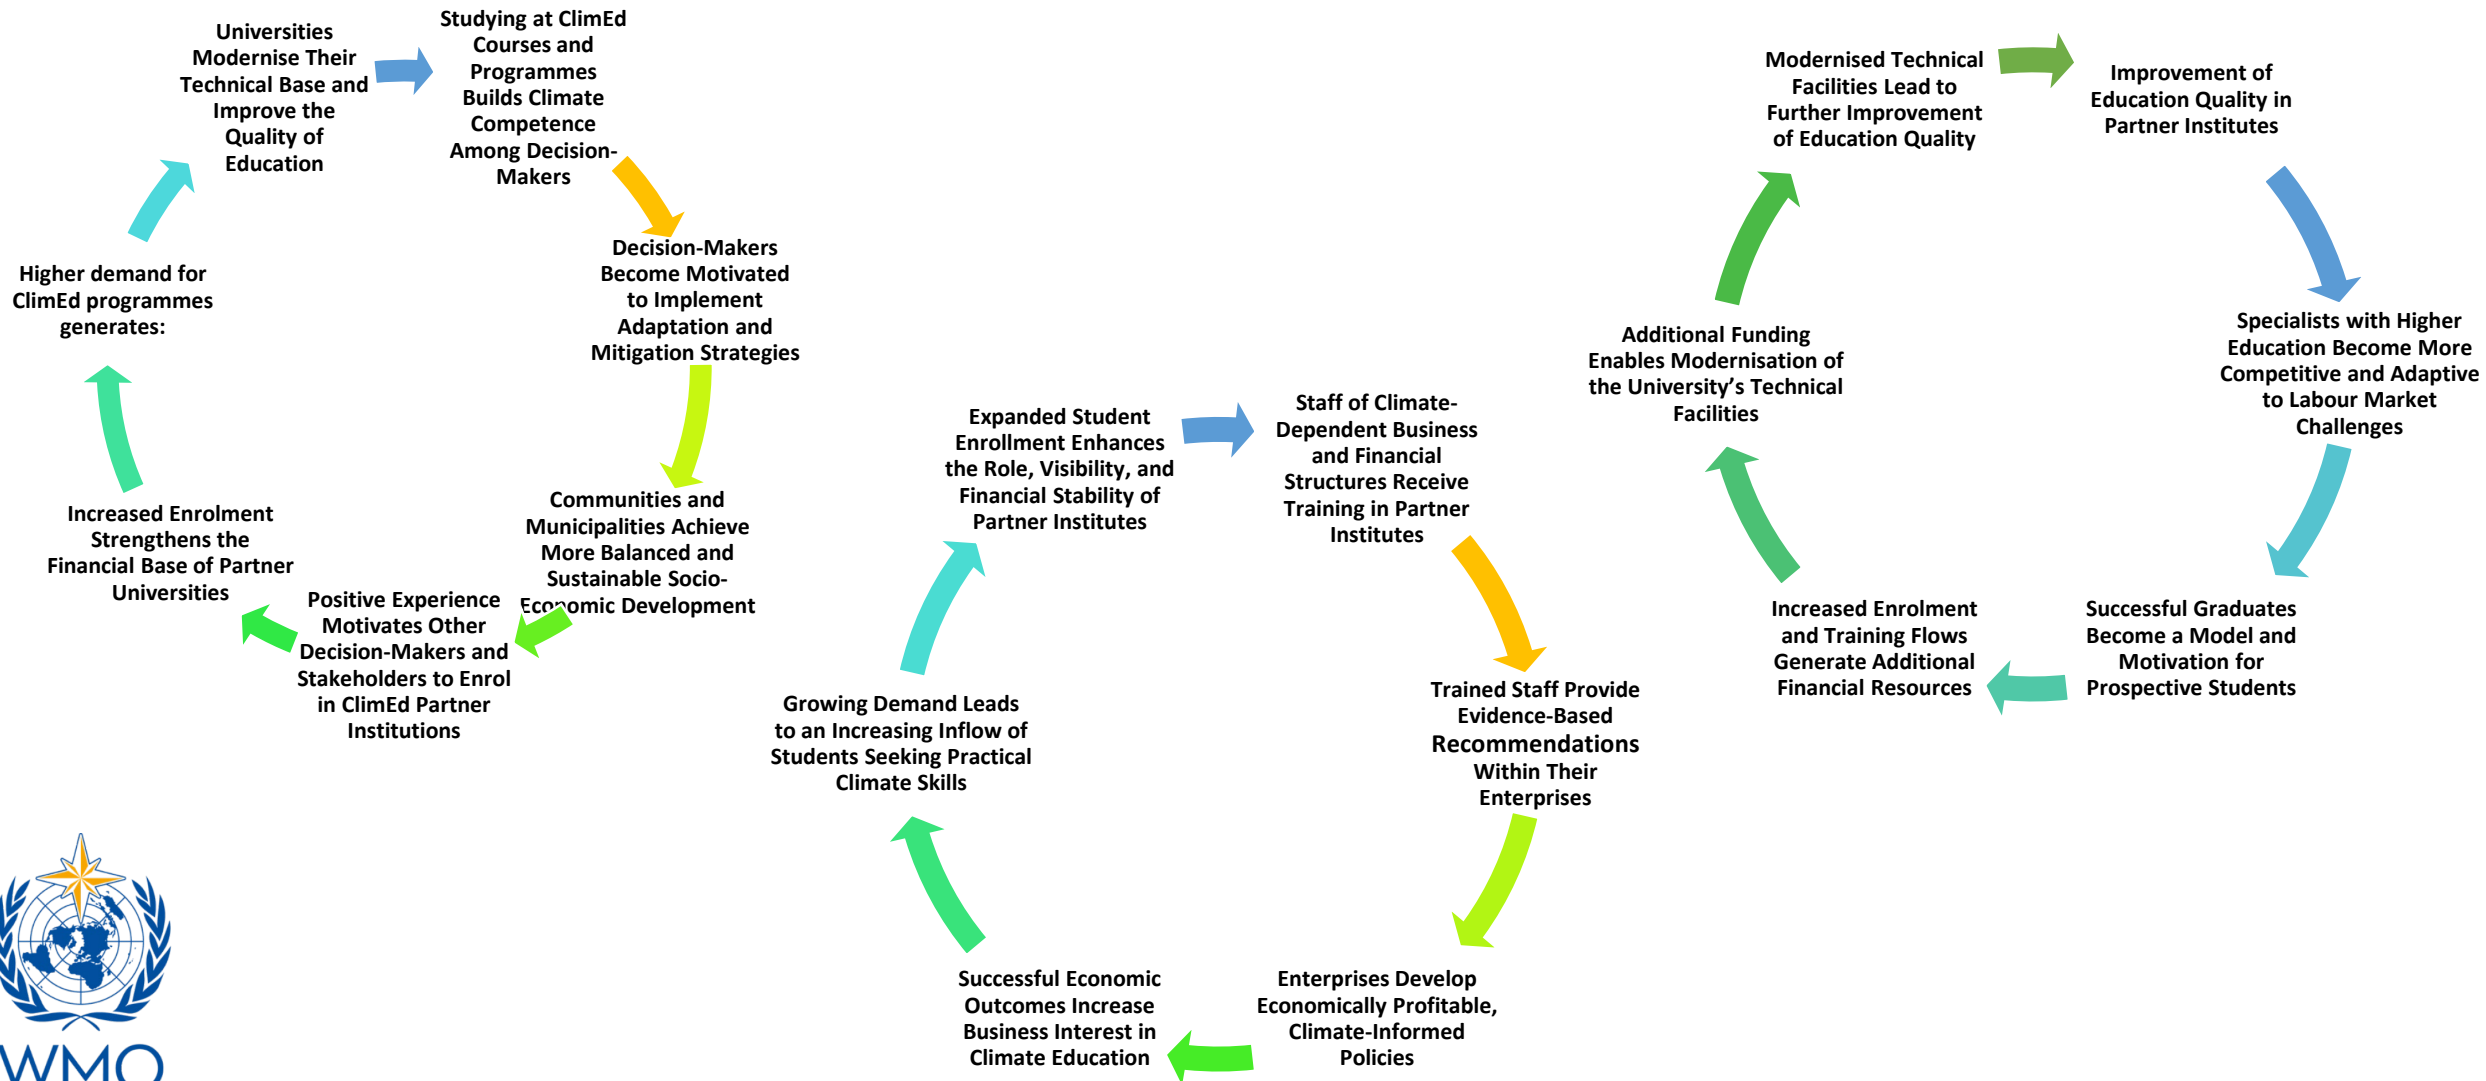 Universities
Modernise Their
Technical Base and
Improve the
Quality of
Education
Studying at ClimEd
Courses and
Programmes
Builds Climate
Competence
Among Decision-
Makers
Decision-Makers
Become Motivated
to Implement
Adaptation and
Mitigation Strategies
Communities and
Municipalities Achieve
More Balanced and
Sustainable Socio-
Economic Development
Positive Experience
Motivates Other
Decision-Makers and
Stakeholders to Enrol
in ClimEd Partner
Institutions
Increased Enrolment
Strengthens the
Financial Base of Partner
Universities
Higher demand for
ClimEd programmes
generates:
Expanded Student
Enrollment Enhances
the Role, Visibility, and
Financial Stability of
Partner Institutes
Staff of Climate-
Dependent Business
and Financial
Structures Receive
Training in Partner
Institutes
Trained Staff Provide
Evidence-Based
Recommendations
Within Their
Enterprises
Enterprises Develop
Economically Profitable,
Climate-Informed
Policies
Successful Economic
Outcomes Increase
Business Interest in
Climate Education
Growing Demand Leads
to an Increasing Inflow of
Students Seeking Practical
Climate Skills
Modernised Technical
Facilities Lead to
Further Improvement
of Education Quality
Improvement of
Education Quality in
Partner Institutes
Specialists with Higher
Education Become More
Competitive and Adaptive
to Labour Market
Challenges
Successful Graduates
Become a Model and
Motivation for
Prospective Students
Increased Enrolment
and Training Flows
Generate Additional
Financial Resources
Additional Funding
Enables Modernisation of
the University’s Technical
Facilities
WMO